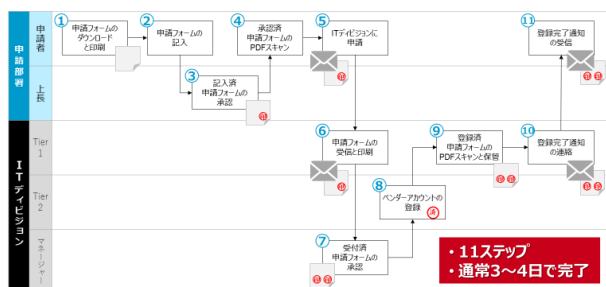 申請部署
申請者
上長
ITディビジョン
Tier
1
Tier
2
マネージャー
①
申請フォームの
ダウンロード
と印刷
②
申請フォームの
記入
③
記入済
申請フォームの
承認
④
承認済
申請フォームの
PDFスキャン
⑤
ITディビジョンに
申請
⑥
申請フォームの
受信と印刷
⑦
受付済
申請フォームの
承認
⑧
ベンダーアカウントの
登録
済
⑨
登録済
申請フォームの
PDFスキャンと保管
⑩
登録完了通知
の連絡
⑪
登録完了通知
の受信
・11ステップ
・通常3～4日で完了